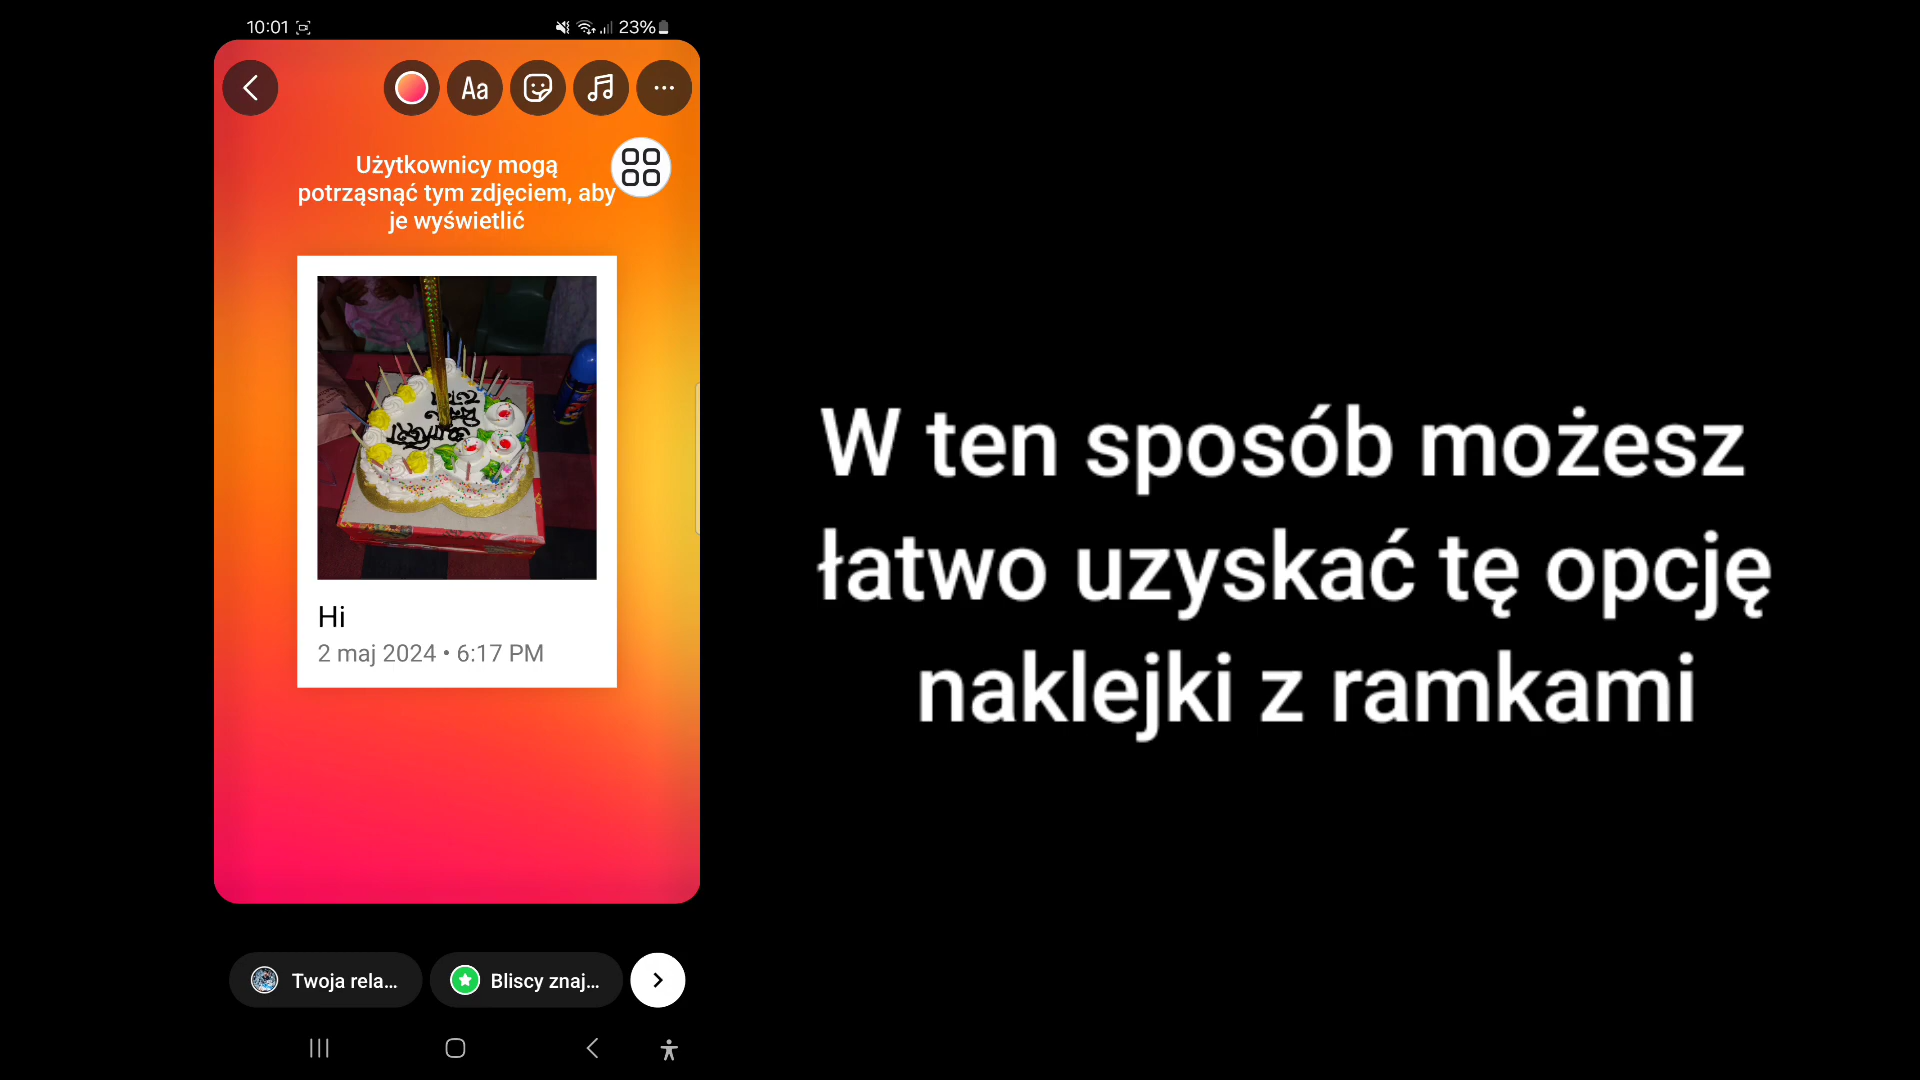 10:01
23%
Aa
Użytkownicy mogą
potrząsnąć tym zdjęciem, aby
je wyświetlić
Hi
2 maj 2024 • 6:17 PM
Twoja rela...
Bliscy znaj...
W ten sposób możesz
łatwo uzyskać tę opcję
naklejki z ramkami